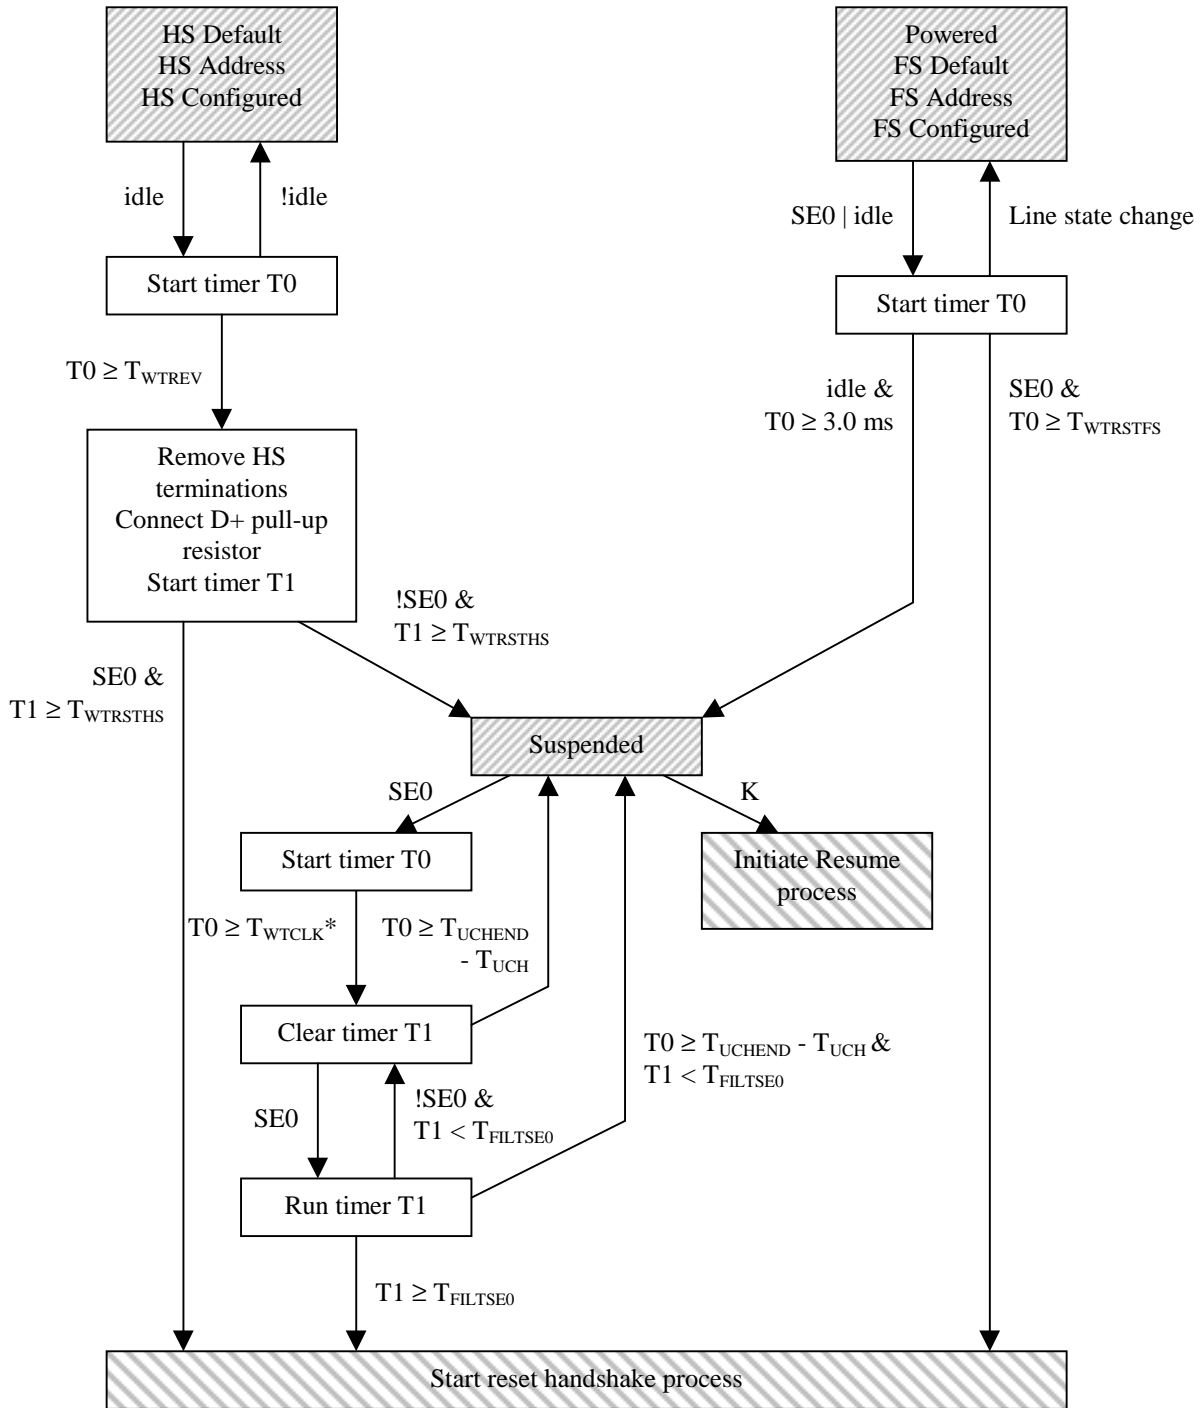 HS Default
HS Address
HS Configured
Powered
FS Default
FS Address
FS Configured
idle
!idle
SE0 | idle
Line state change
Start timer T0
Start timer T0
T0 ≥ TWTREV
idle &
T0 ≥ 3.0 ms
SE0 &
T0 ≥ TWTRSTFS
Remove HS
terminations
Connect D+ pull-up
resistor
Start timer T1
!SE0 &
T1 ≥ TWTRSTHS
SE0 &
T1 ≥ TWTRSTHS
Suspended
SE0
K
Start timer T0
Initiate Resume
process
T0 ≥ TWTCLK*
T0 ≥ TUCHEND
- TUCH
Clear timer T1
T0 ≥ TUCHEND - TUCH &
T1 < TFILTSE0
SE0
!SE0 &
T1 < TFILTSE0
Run timer T1
T1 ≥ TFILTSE0
Start reset handshake process